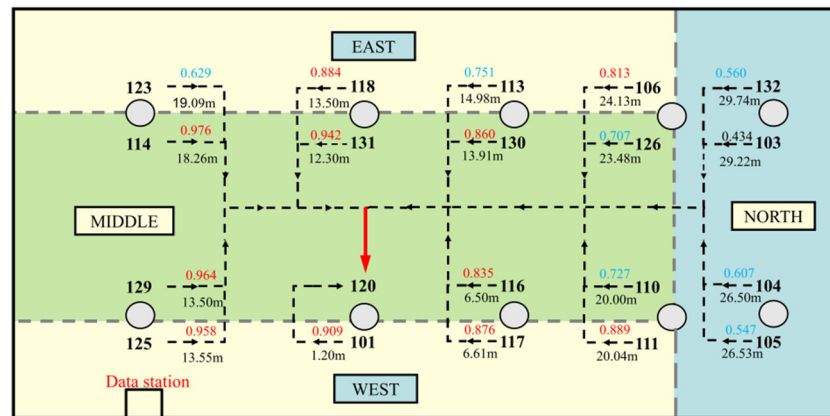 EAST
0.629 0.884 0.751 0.813 0.560
123 118 113 106 132
19.09m 13.50m 14.98m 24.13m 29.74m
0.976 0.942 0.860 0.707 0.434
114 131 130 126 103
18.26m 12.30m 13.91m 23.48m 29.22m
MIDDLE NORTH
0.964 0.835 0.727 0.607
129 120 116 110 104
13.50m 6.50m 20.00m 26.50m
0.958 0.909 0.876 0.889 0.547
125 101 117 111 105
13.55m 1.20m 6.61m 20.04m 26.53m
Data station
WEST